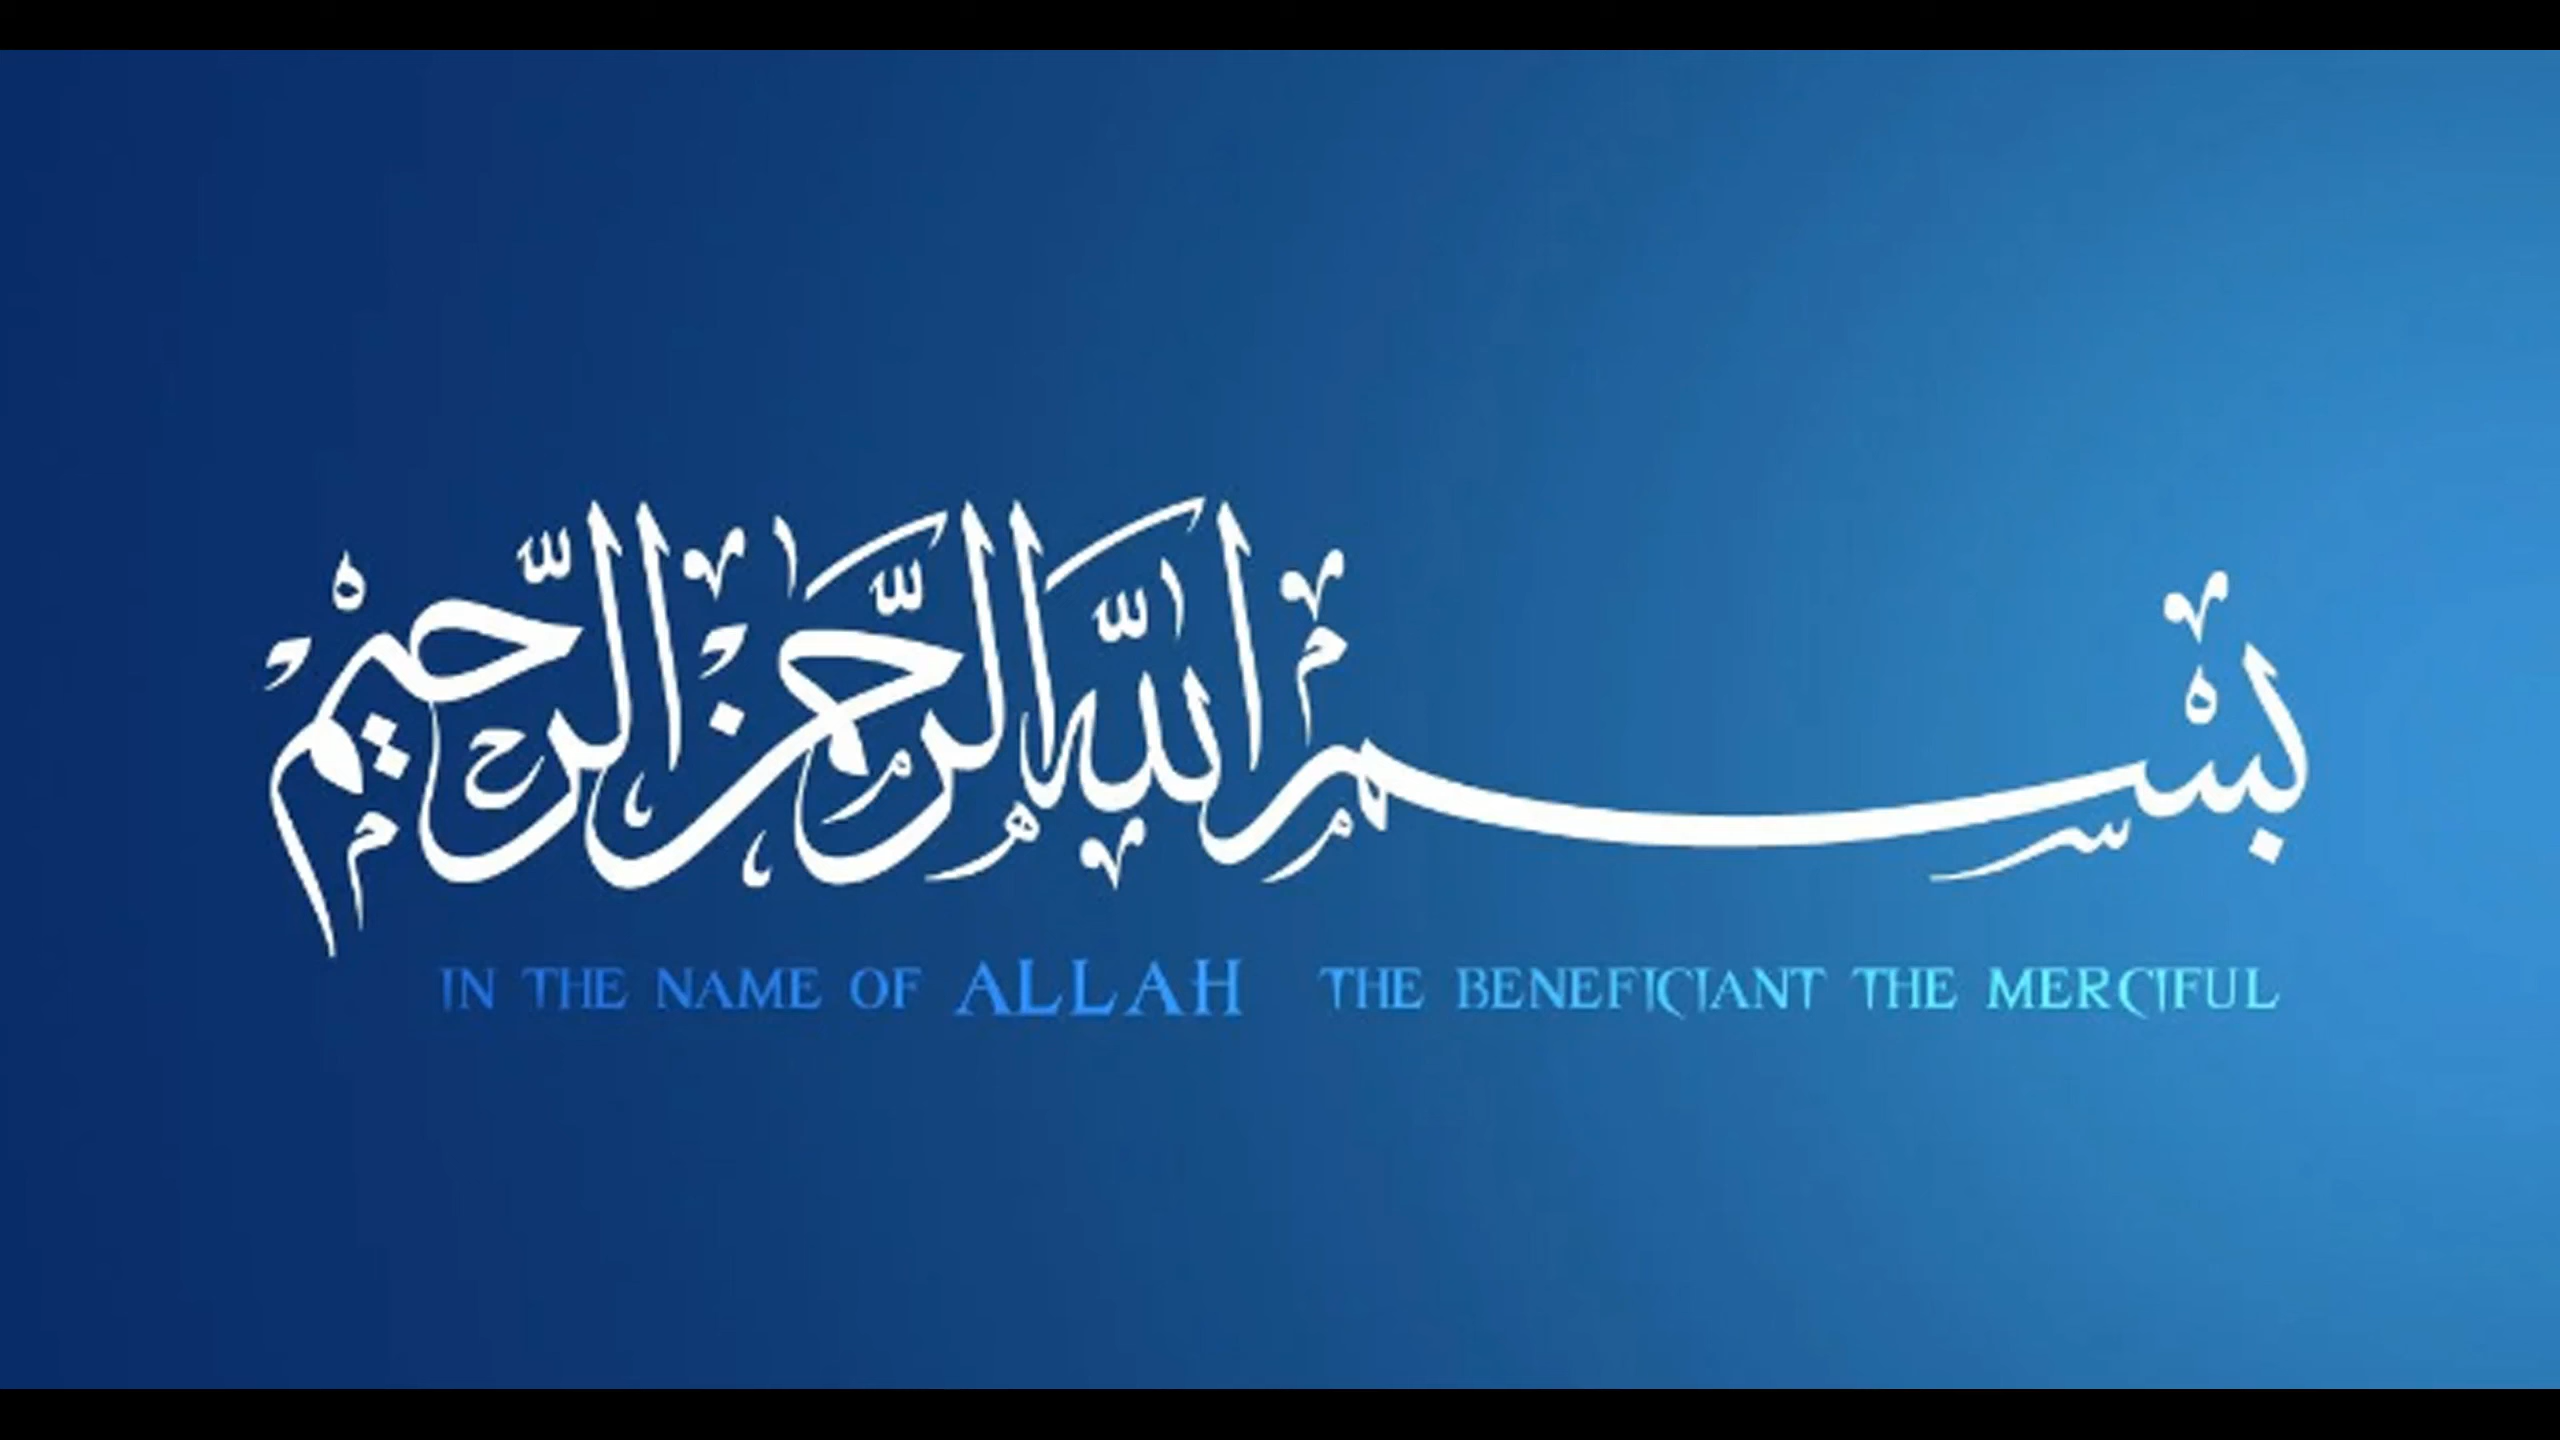 بسم الله الرحمن الرحيم
IN THE NAME OF ALLAH THE BENEFICIANT THE MERCIFUL